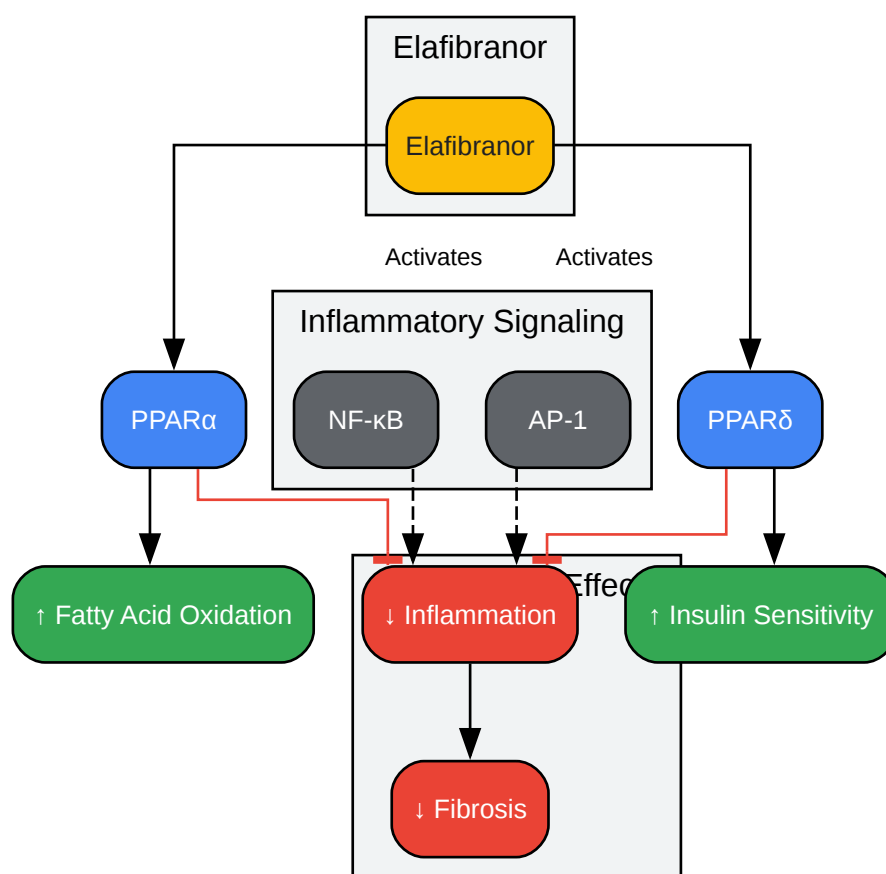 Elafibranor
Elafibranor
Activates Activates
Inflammatory Signaling
PPARα
NF-κB
AP-1
PPARδ
↑ Fatty Acid Oxidation
↓ Inflammation
↑ Insulin Sensitivity
↓ Fibrosis